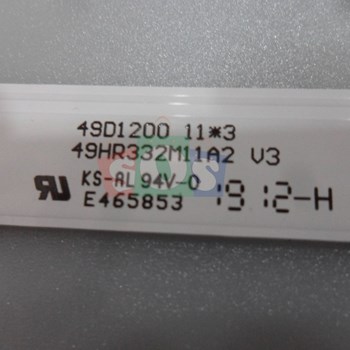 49D1200 11*3
49HR332M11A2 V3
KS-AL 94V-0
E465853 1912-H